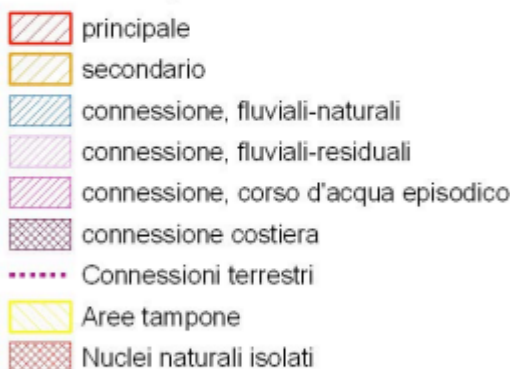 principale
secondario
connessione, fluviali-naturali
connessione, fluviali-residuali
connessione, corso d'acqua episodico
connessione costiera
Connessioni terrestri
Aree tampone
Nuclei naturali isolati